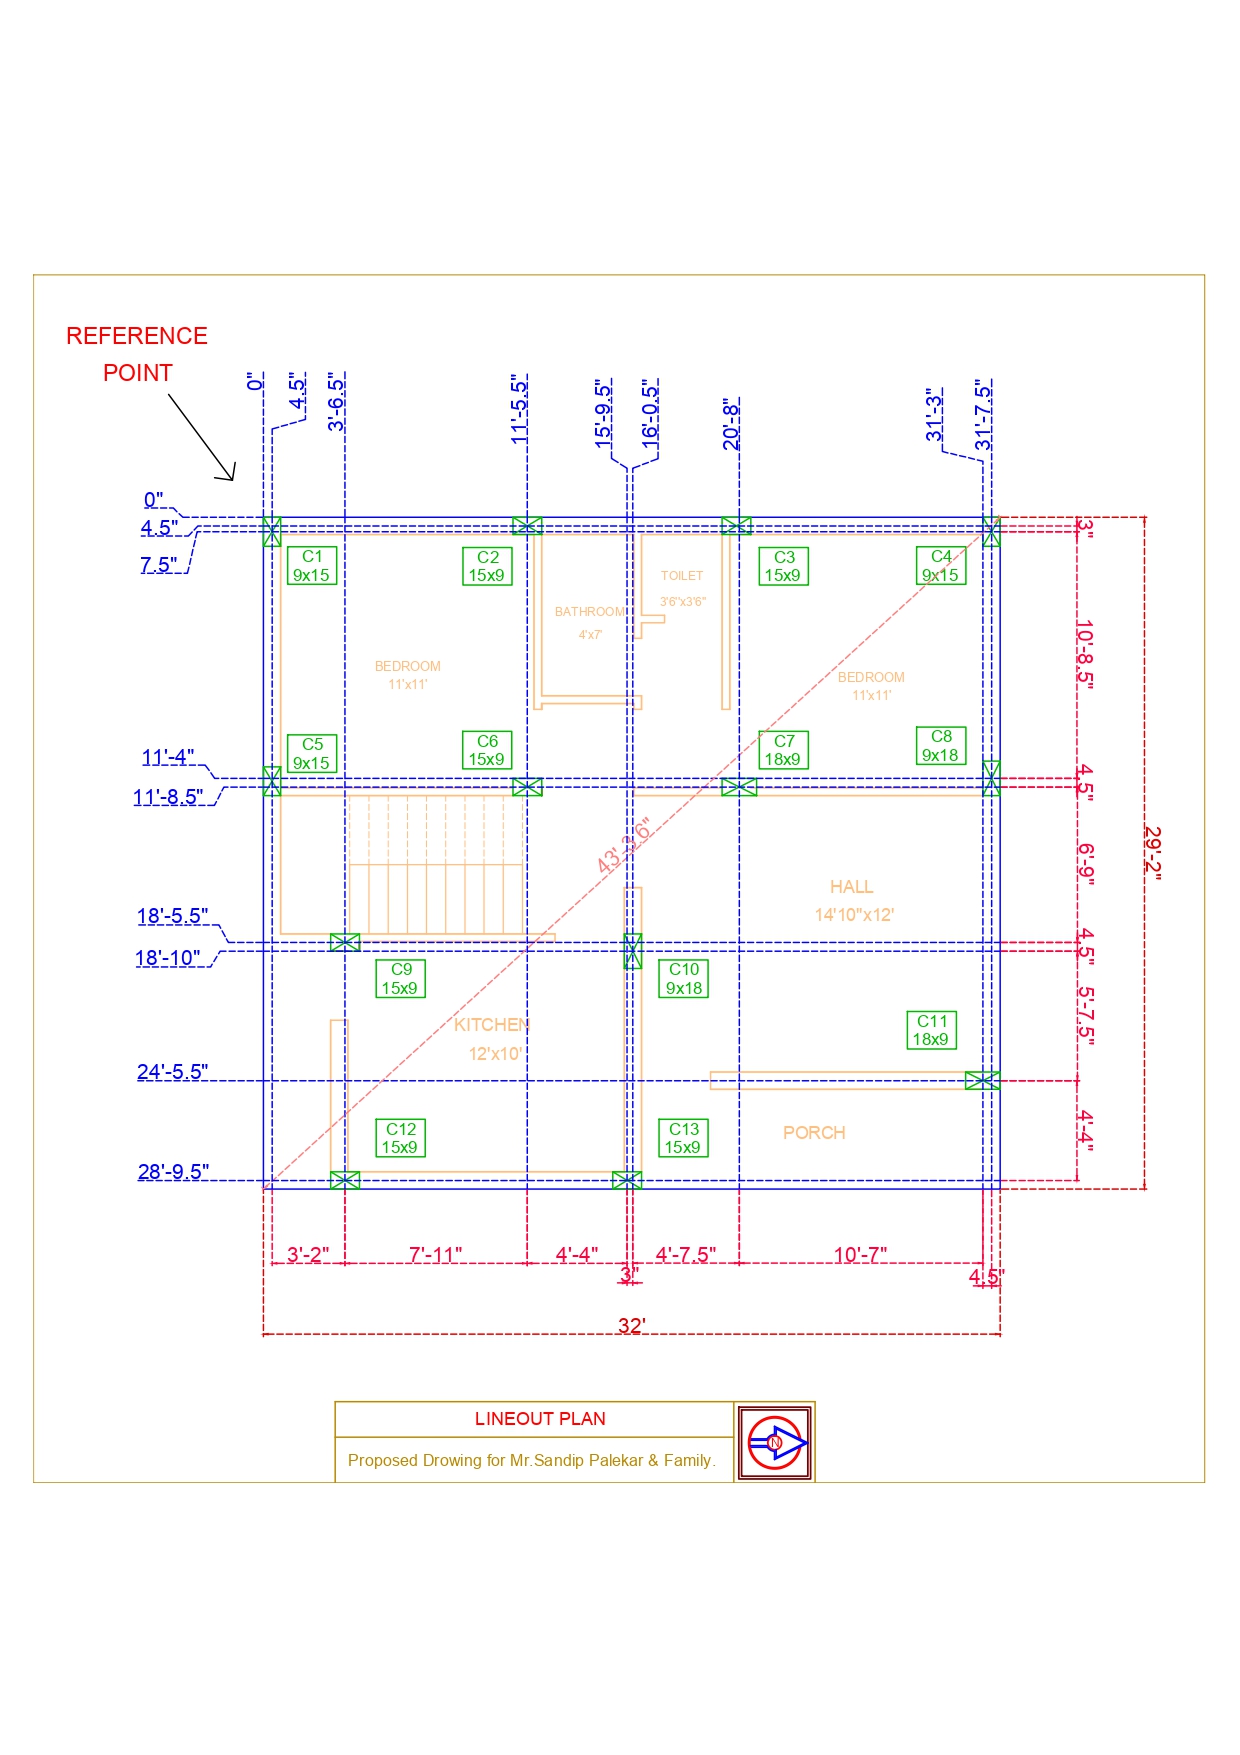 REFERENCE
POINT
0"
4.5"
3'-6.5"
11'-5.5"
15'-9.5"
16'-0.5"
20'-8"
31'-3"
31'-7.5"
0"
4.5"
7.5"
3"
C1
9x15
C2
15x9
C3
15x9
C4
9x15
TOILET
3'6"x3'6"
BATHROOM
4'x7'
10'-8.5"
BEDROOM
11'x11'
BEDROOM
11'x11'
C5
9x15
C6
15x9
C7
18x9
C8
9x18
11'-4"
11'-8.5"
4.5"
43'-3.6"
29'-2"
6'-9"
HALL
14'10"x12'
18'-5.5"
18'-10"
4.5"
C9
15x9
C10
9x18
5'-7.5"
KITCHEN
12'x10'
C11
18x9
24'-5.5"
C12
15x9
C13
15x9
PORCH
4'-4"
28'-9.5"
3'-2"
7'-11"
4'-4"
3"
4'-7.5"
10'-7"
4.5"
32'
LINEOUT PLAN
Proposed Drowing for Mr.Sandip Palekar & Family.
N